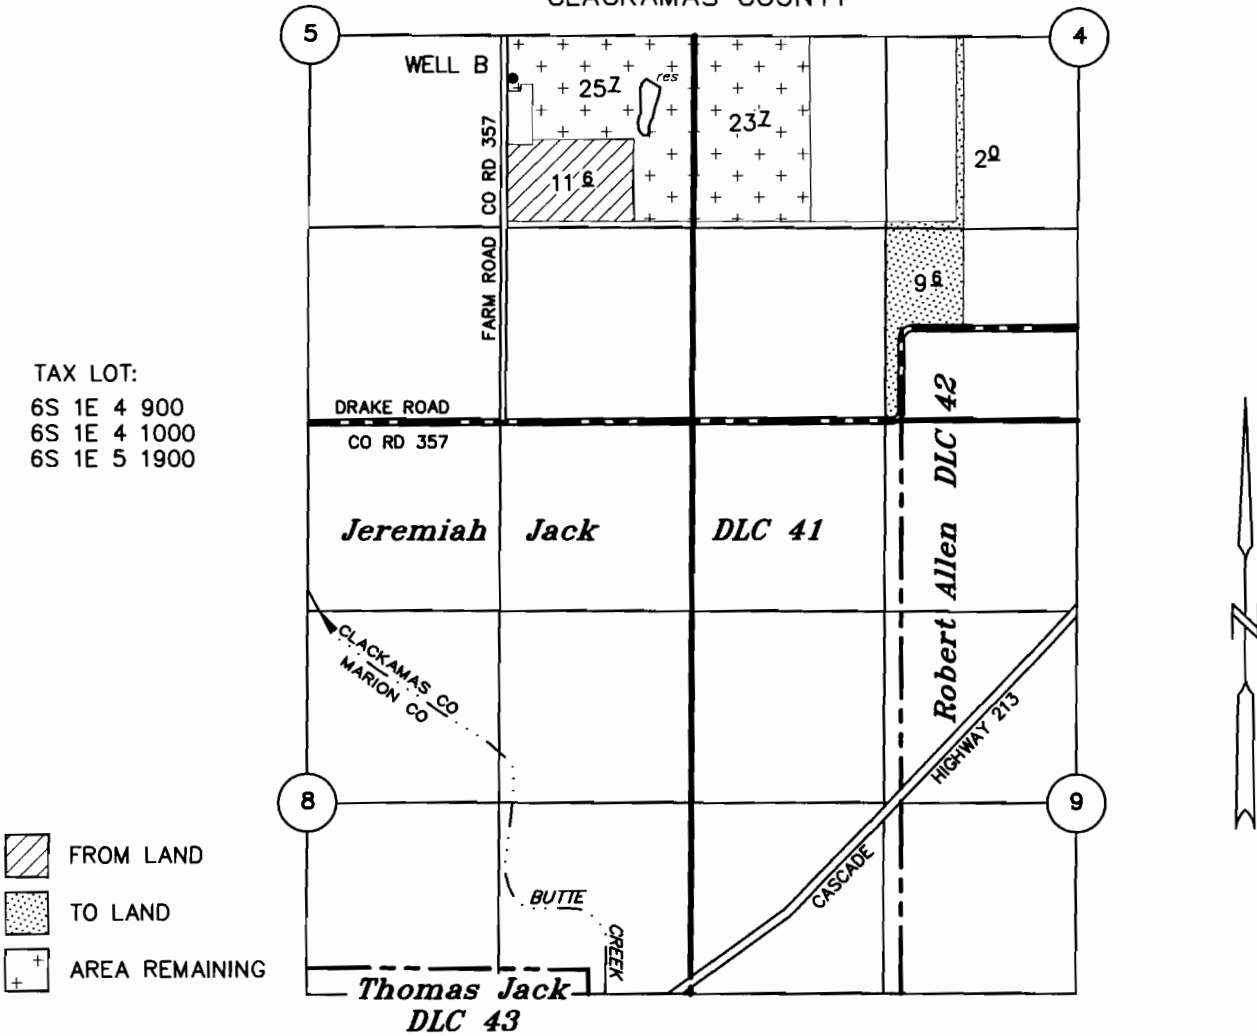 5
4
WELL B
25 7
res
23 7
2 0
CO RD 357
11 6
FARM ROAD
9 6
TAX LOT:
6S 1E 4 900
6S 1E 4 1000
6S 1E 5 1900
DRAKE ROAD
CO RD 357
Jeremiah Jack DLC 41
Robert Allen DLC 42
CLACKAMAS CO
MARION CO
HIGHWAY 213
CASCADE
8
9
FROM LAND
TO LAND
AREA REMAINING
BUTTE
CREEK
Thomas Jack
DLC 43
N